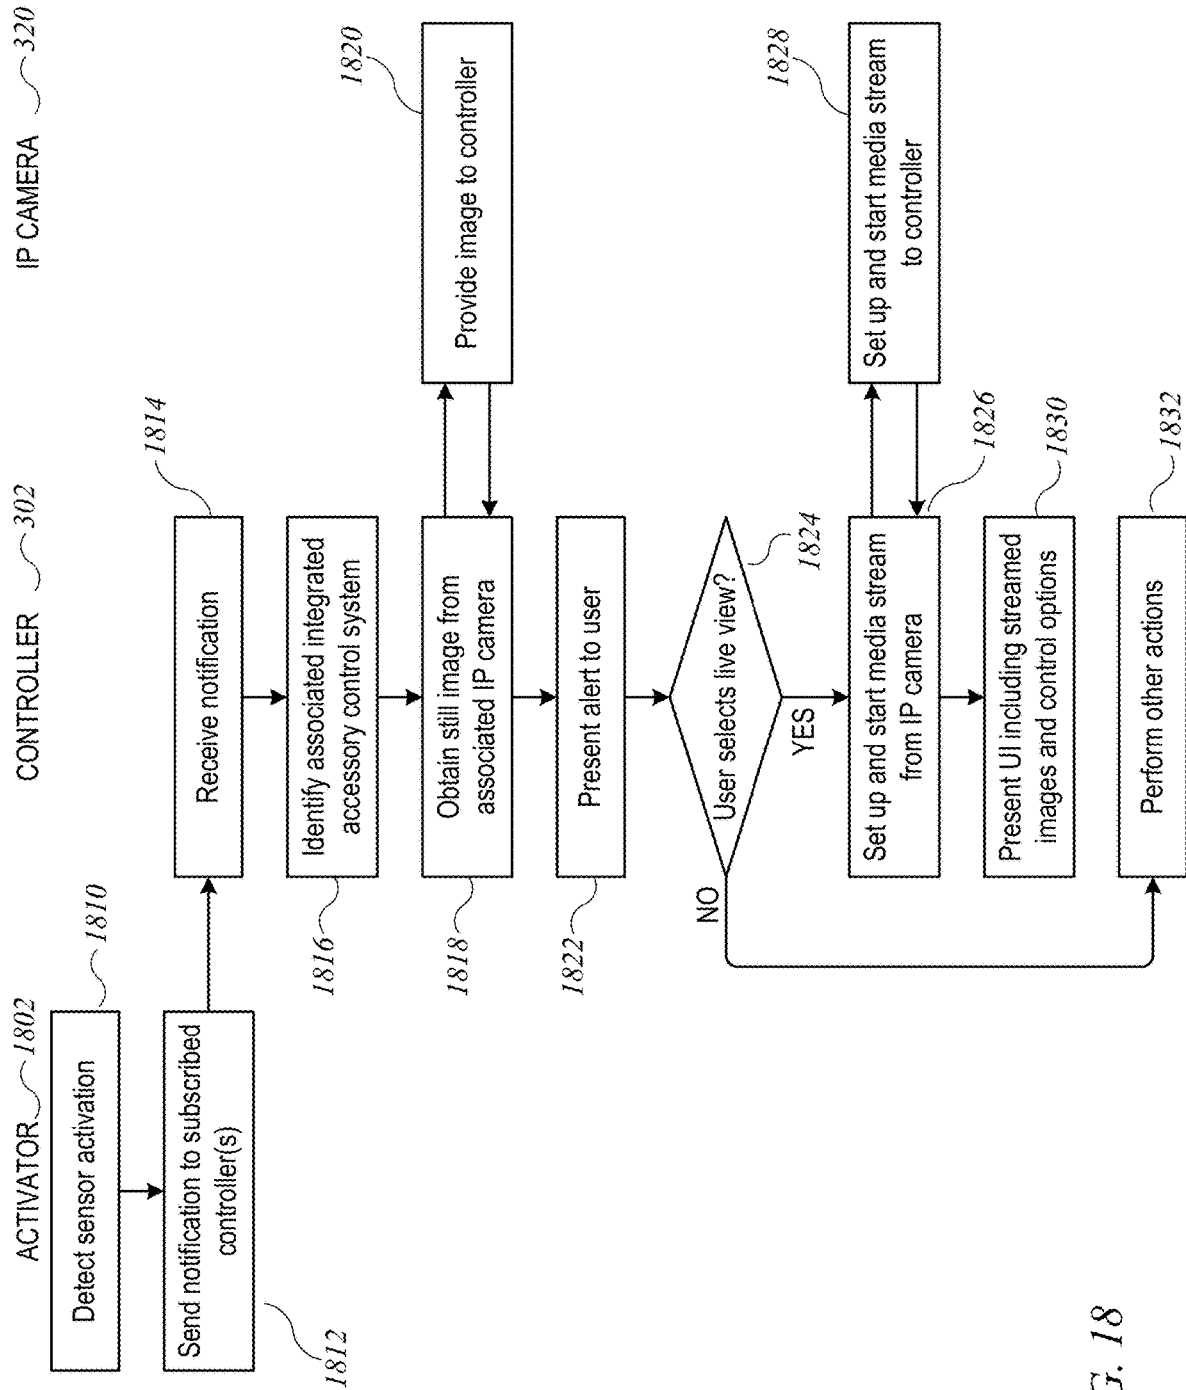 ACTIVATOR 1802
CONTROLLER 302
IP CAMERA 320
Detect sensor activation
1810
Send notification to subscribed
controller(s)
1812
Receive notification
1814
Identify associated integrated
accessory control system
1816
Obtain still image from
associated IP camera
1818
Provide image to controller
1820
Present alert to user
1822
User selects live view?
1824
NO
YES
Set up and start media stream
from IP camera
1826
Set up and start media stream
to controller
1828
Present UI including streamed
images and control options
1830
Perform other actions
1832
G. 18